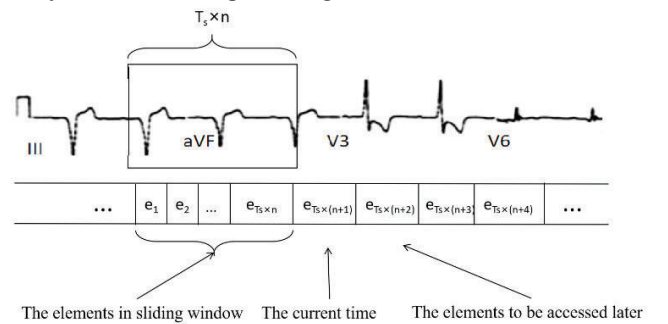 Ts×n
III aVF V3 V6
... e1 e2 ... eTs×n eTs×(n+1) eTs×(n+2) eTs×(n+3) eTs×(n+4) ...
The elements in sliding window The current time The elements to be accessed later